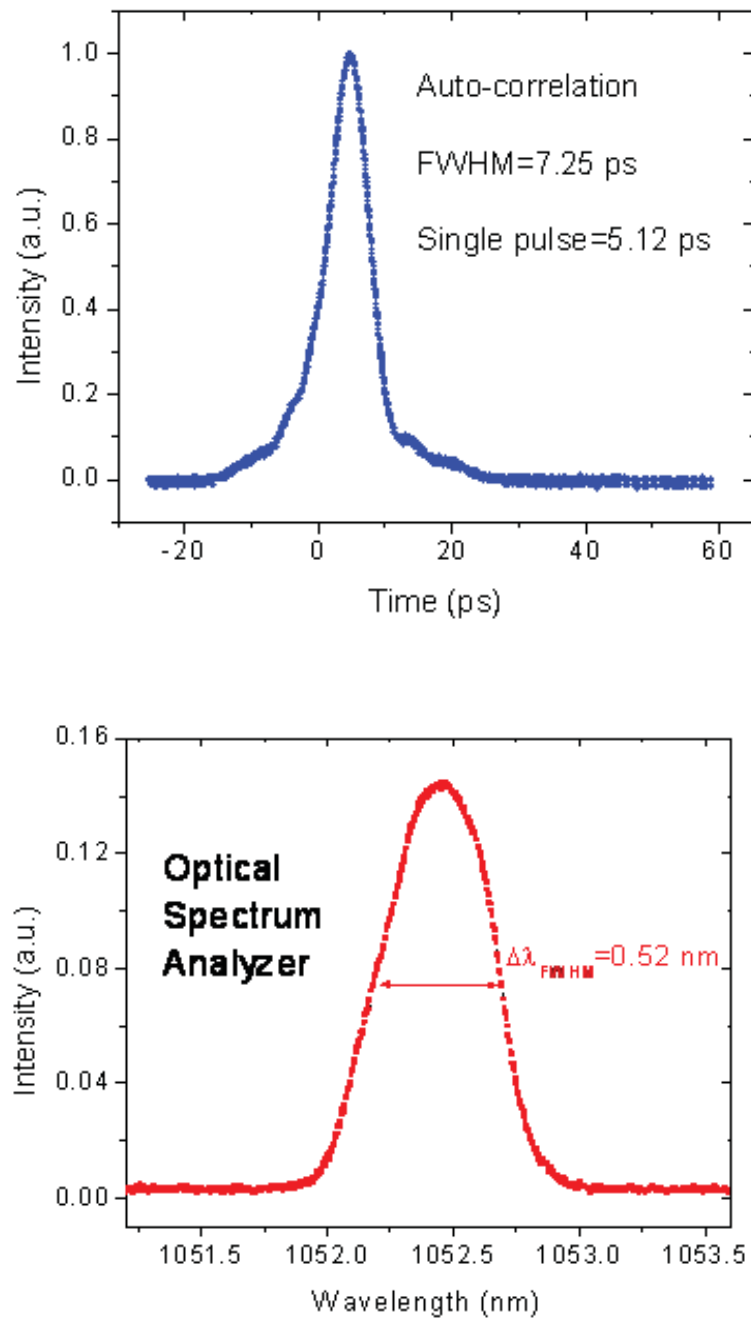 1.0
0.8
0.6
0.4
0.2
0.0
Intensity (a.u.)
Auto-correlation
FWHM=7.25 ps
Single pulse=5.12 ps
-20 0 20 40 60
Time (ps)
0.16
0.12
0.08
0.04
0.00
Intensity (a.u.)
Optical
Spectrum
Analyzer
ΔλFWHM=0.52 nm
1051.5 1052.0 1052.5 1053.0 1053.5
Wavelength (nm)